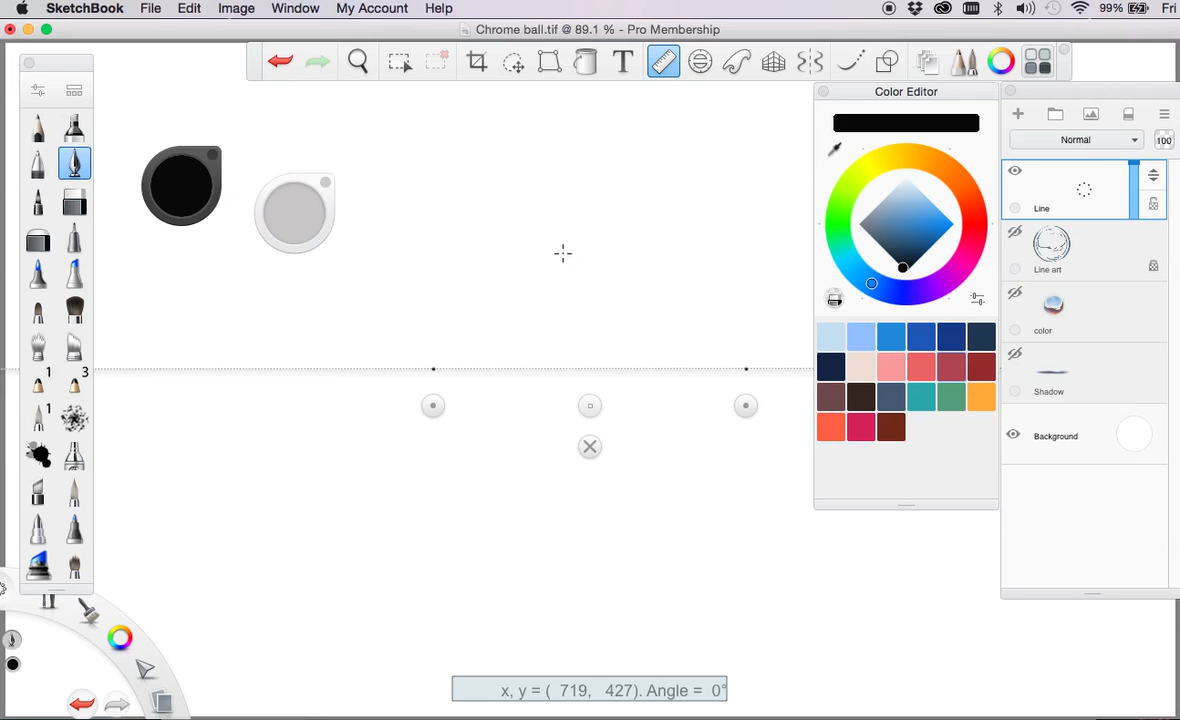 SketchBook File Edit Image Window My Account Help 99% Fri
Chrome ball.tif @ 89.1 % - Pro Membership
T
Color Editor
Normal 100
Line
Line art
color
Shadow
Background
1 3
1
x, y = ( 719, 427). Angle = 0°